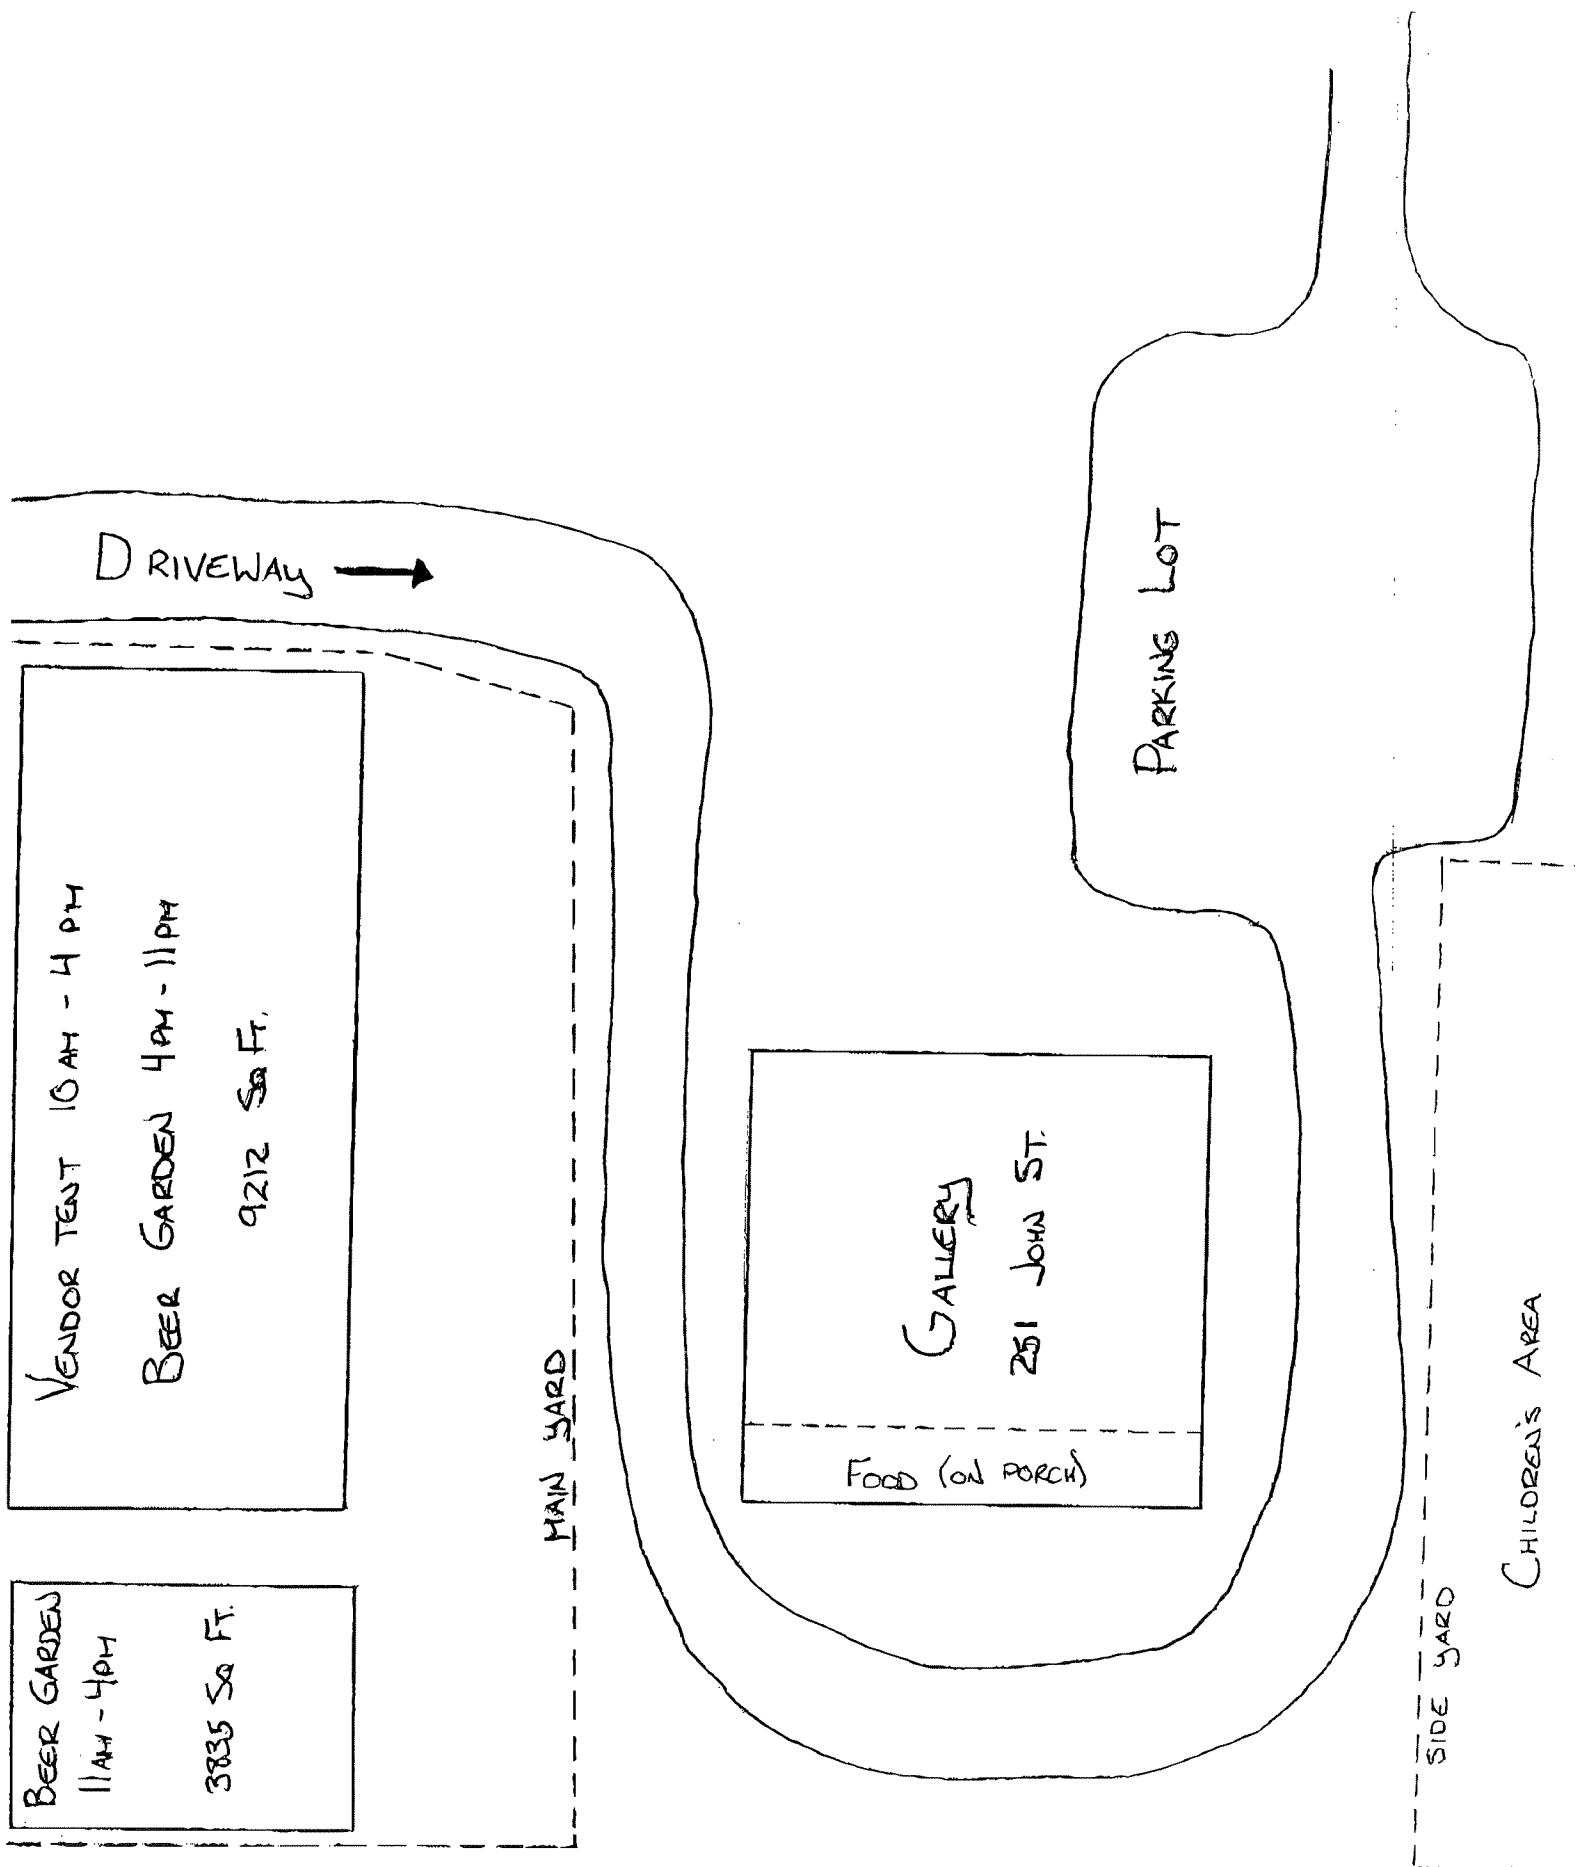 DRIVEWAY
VENDOR TENT 10 AM - 4 PM
BEER GARDEN 4PM - 11PM
9212 SQ FT.
BEER GARDEN
11AM - 4PM
3835 SQ FT.
MAIN YARD
PARKING LOT
GALLERY
251 JOHN ST.
FOOD (ON PORCH)
SIDE YARD
CHILDREN'S AREA